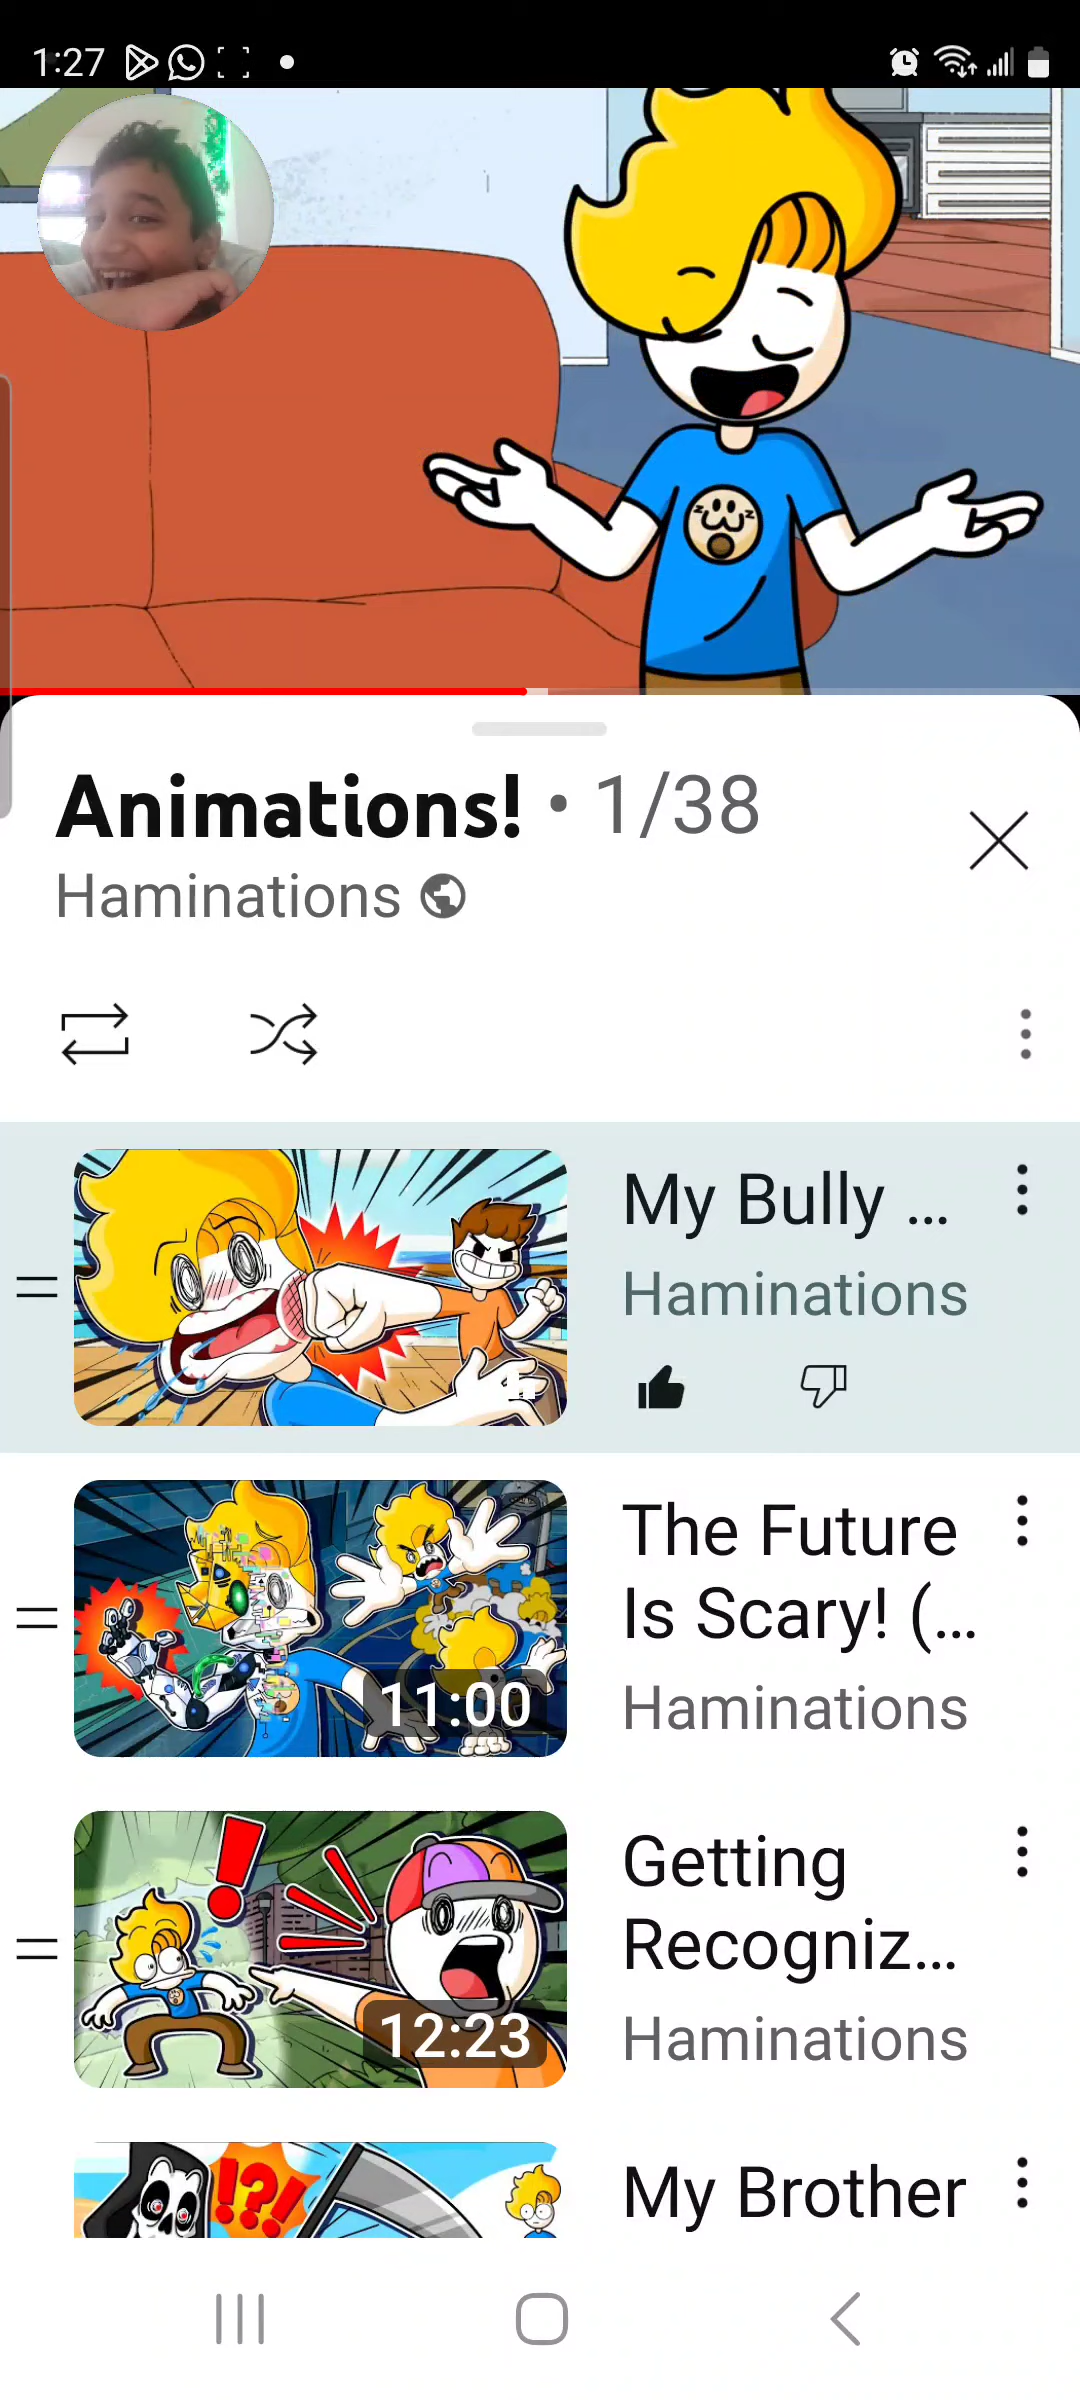 1:27
Animations! • 1/38
Haminations
My Bully ...
Haminations
The Future
Is Scary! (...
11:00
Haminations
Getting
Recogniz...
12:23
Haminations
!?!
My Brother